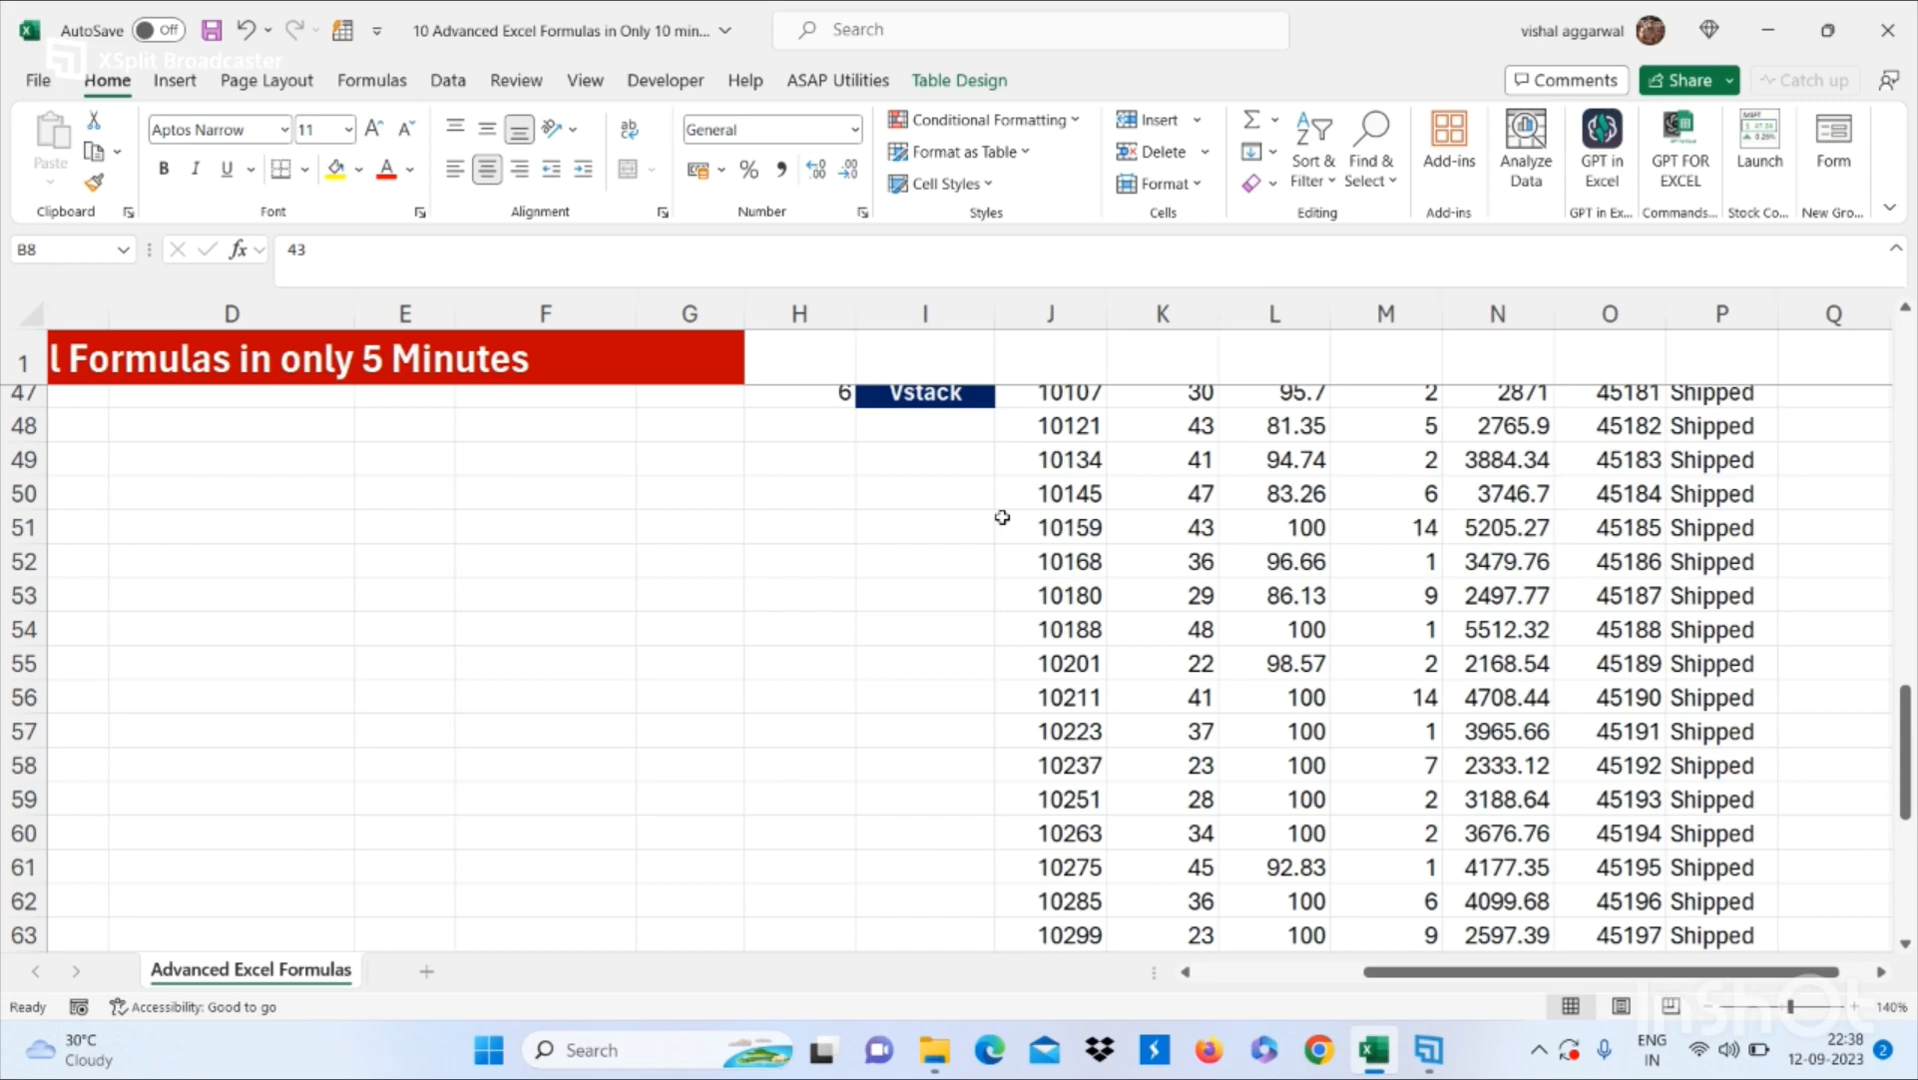 AutoSave Off 10 Advanced Excel Formulas in Only 10 min... Search vishal aggarwal
XSplit Broadcaster
File Home Insert Page Layout Formulas Data Review View Developer Help ASAP Utilities Table Design Comments Share Catch up
Paste
Clipboard
Aptos Narrow 11
B I U
Font
ab
Alignment
General
Number
Conditional Formatting
Format as Table
Cell Styles
Styles
Insert
Delete
Format
Cells
Sort & Filter
Find & Select
Editing
Add-ins
Add-ins
Analyze Data
GPT in Excel
GPT in Ex...
GPT FOR EXCEL
Commands...
Launch
Stock Co...
Form
New Gro...
B8 fx 43
D E F G H I J K L M N O P Q
1 l Formulas in only 5 Minutes
47 6 Vstack 10107 30 95.7 2 2871 45181 Shipped
48 10121 43 81.35 5 2765.9 45182 Shipped
49 10134 41 94.74 2 3884.34 45183 Shipped
50 10145 47 83.26 6 3746.7 45184 Shipped
51 10159 43 100 14 5205.27 45185 Shipped
52 10168 36 96.66 1 3479.76 45186 Shipped
53 10180 29 86.13 9 2497.77 45187 Shipped
54 10188 48 100 1 5512.32 45188 Shipped
55 10201 22 98.57 2 2168.54 45189 Shipped
56 10211 41 100 14 4708.44 45190 Shipped
57 10223 37 100 1 3965.66 45191 Shipped
58 10237 23 100 7 2333.12 45192 Shipped
59 10251 28 100 2 3188.64 45193 Shipped
60 10263 34 100 2 3676.76 45194 Shipped
61 10275 45 92.83 1 4177.35 45195 Shipped
62 10285 36 100 6 4099.68 45196 Shipped
63 10299 23 100 9 2597.39 45197 Shipped
Advanced Excel Formulas
Ready Accessibility: Good to go 140%
InShOt
30°C
Cloudy
Search
ENG
IN
22:38
12-09-2023
2